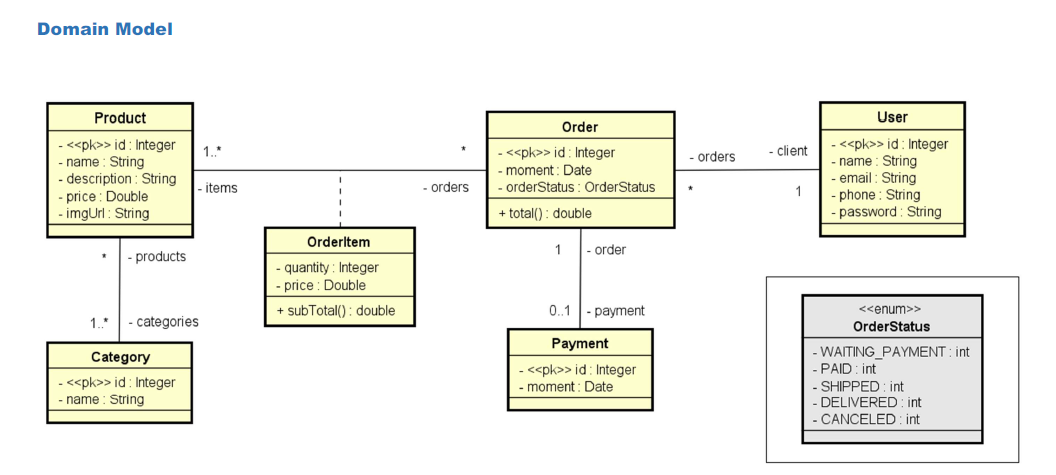 Domain Model
Product
- <<pk>> id : Integer
- name : String
- description : String
- price : Double
- imgUrl : String
1..*
- items
*
- orders
Order
- <<pk>> id : Integer
- moment : Date
- orderStatus : OrderStatus
+ total() : double
- orders
*
- client
1
User
- <<pk>> id : Integer
- name : String
- email : String
- phone : String
- password : String
OrderItem
- quantity : Integer
- price : Double
+ subTotal() : double
* - products
1..* - categories
Category
- <<pk>> id : Integer
- name : String
1 - order
0..1 - payment
Payment
- <<pk>> id : Integer
- moment : Date
<<enum>>
OrderStatus
- WAITING_PAYMENT : int
- PAID : int
- SHIPPED : int
- DELIVERED : int
- CANCELED : int